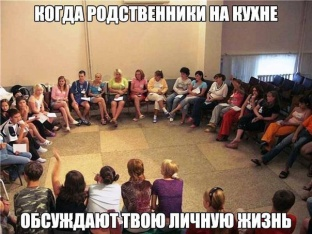 КОГДА РОДСТВЕННИКИ НА КУХНЕ
ОБСУЖДАЮТ ТВОЮ ЛИЧНУЮ ЖИЗНЬ